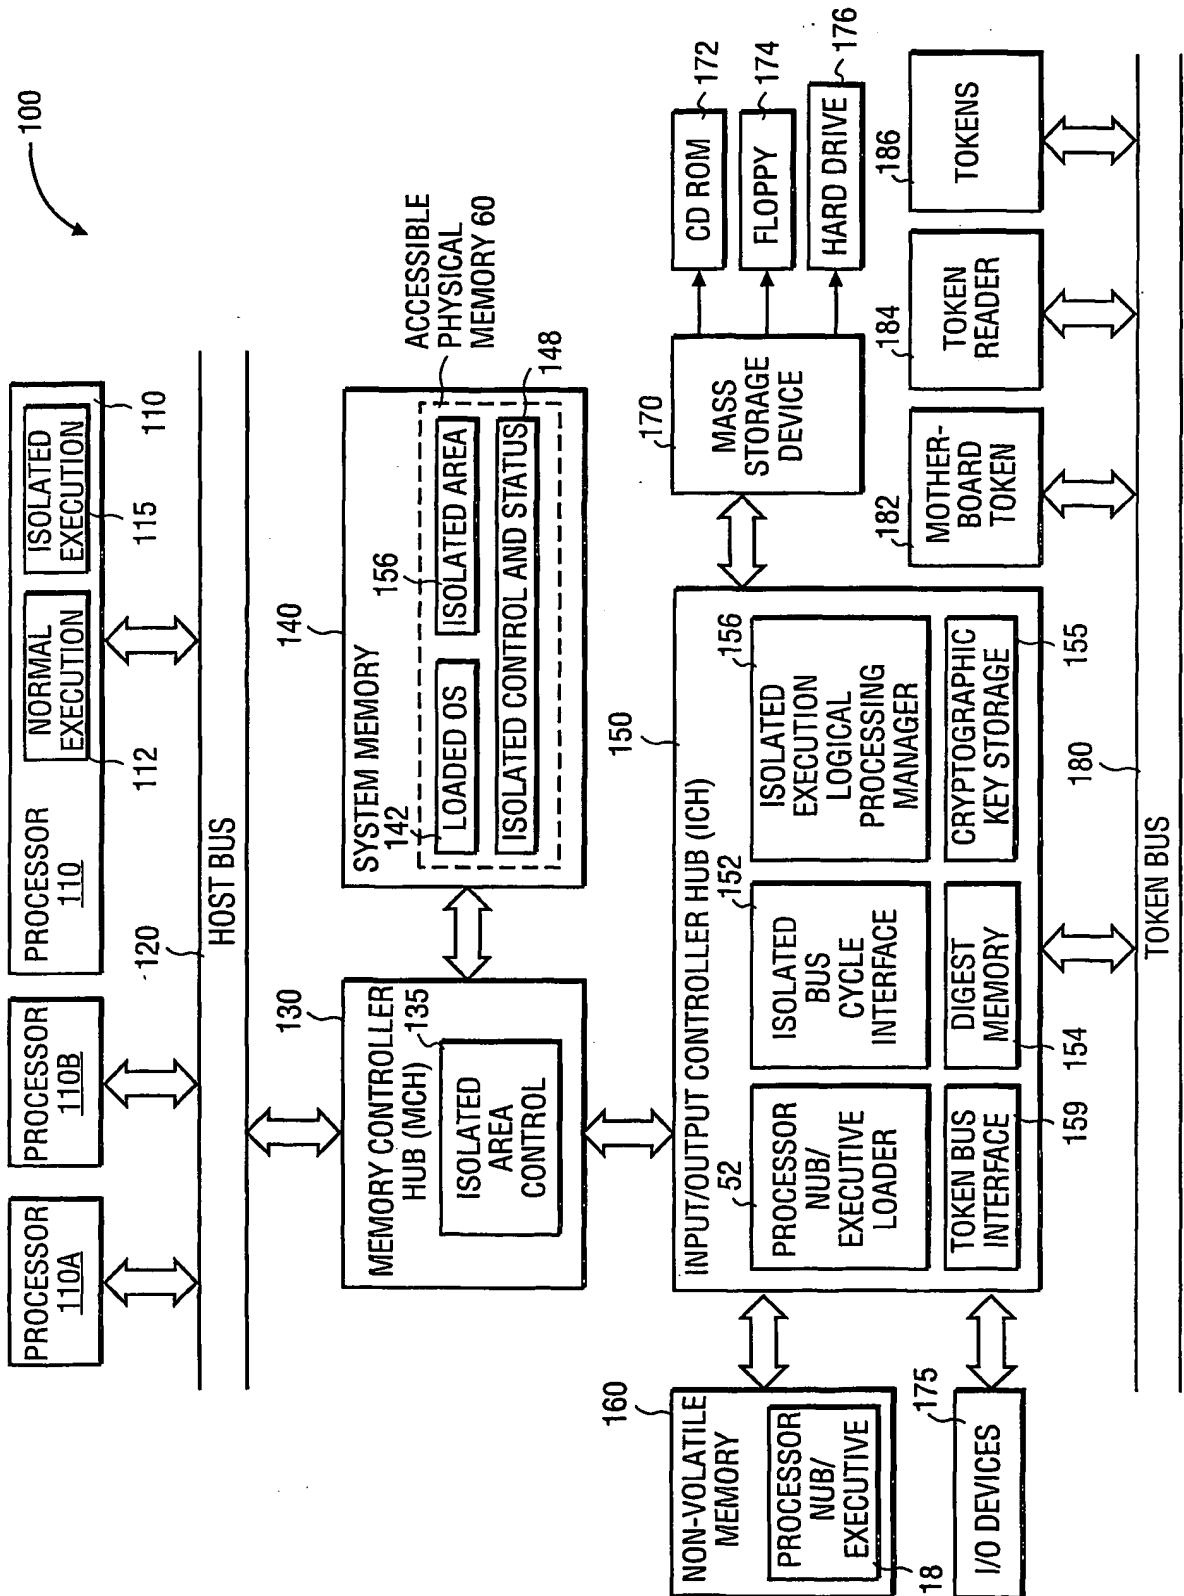 100
PROCESSOR
110A
PROCESSOR
110B
PROCESSOR
110
NORMAL
EXECUTION
112
ISOLATED
EXECUTION
115
110
120
HOST BUS
130
MEMORY CONTROLLER
HUB (MCH)
135
ISOLATED
AREA
CONTROL
140
SYSTEM MEMORY
142
LOADED OS
156
ISOLATED AREA
ISOLATED CONTROL AND STATUS
148
ACCESSIBLE
PHYSICAL
MEMORY 60
160
NON-VOLATILE
MEMORY
PROCESSOR
NUB/
EXECUTIVE
18
175
I/O DEVICES
150
INPUT/OUTPUT CONTROLLER HUB (ICH)
52
PROCESSOR
NUB/
EXECUTIVE
LOADER
152
ISOLATED
BUS
CYCLE
INTERFACE
156
ISOLATED
EXECUTION
LOGICAL
PROCESSING
MANAGER
TOKEN BUS
INTERFACE
159
DIGEST
MEMORY
154
CRYPTOGRAPHIC
KEY STORAGE
155
170
MASS
STORAGE
DEVICE
CD ROM
172
FLOPPY
174
HARD DRIVE
176
182
MOTHER-
BOARD
TOKEN
184
TOKEN
READER
186
TOKENS
180
TOKEN BUS